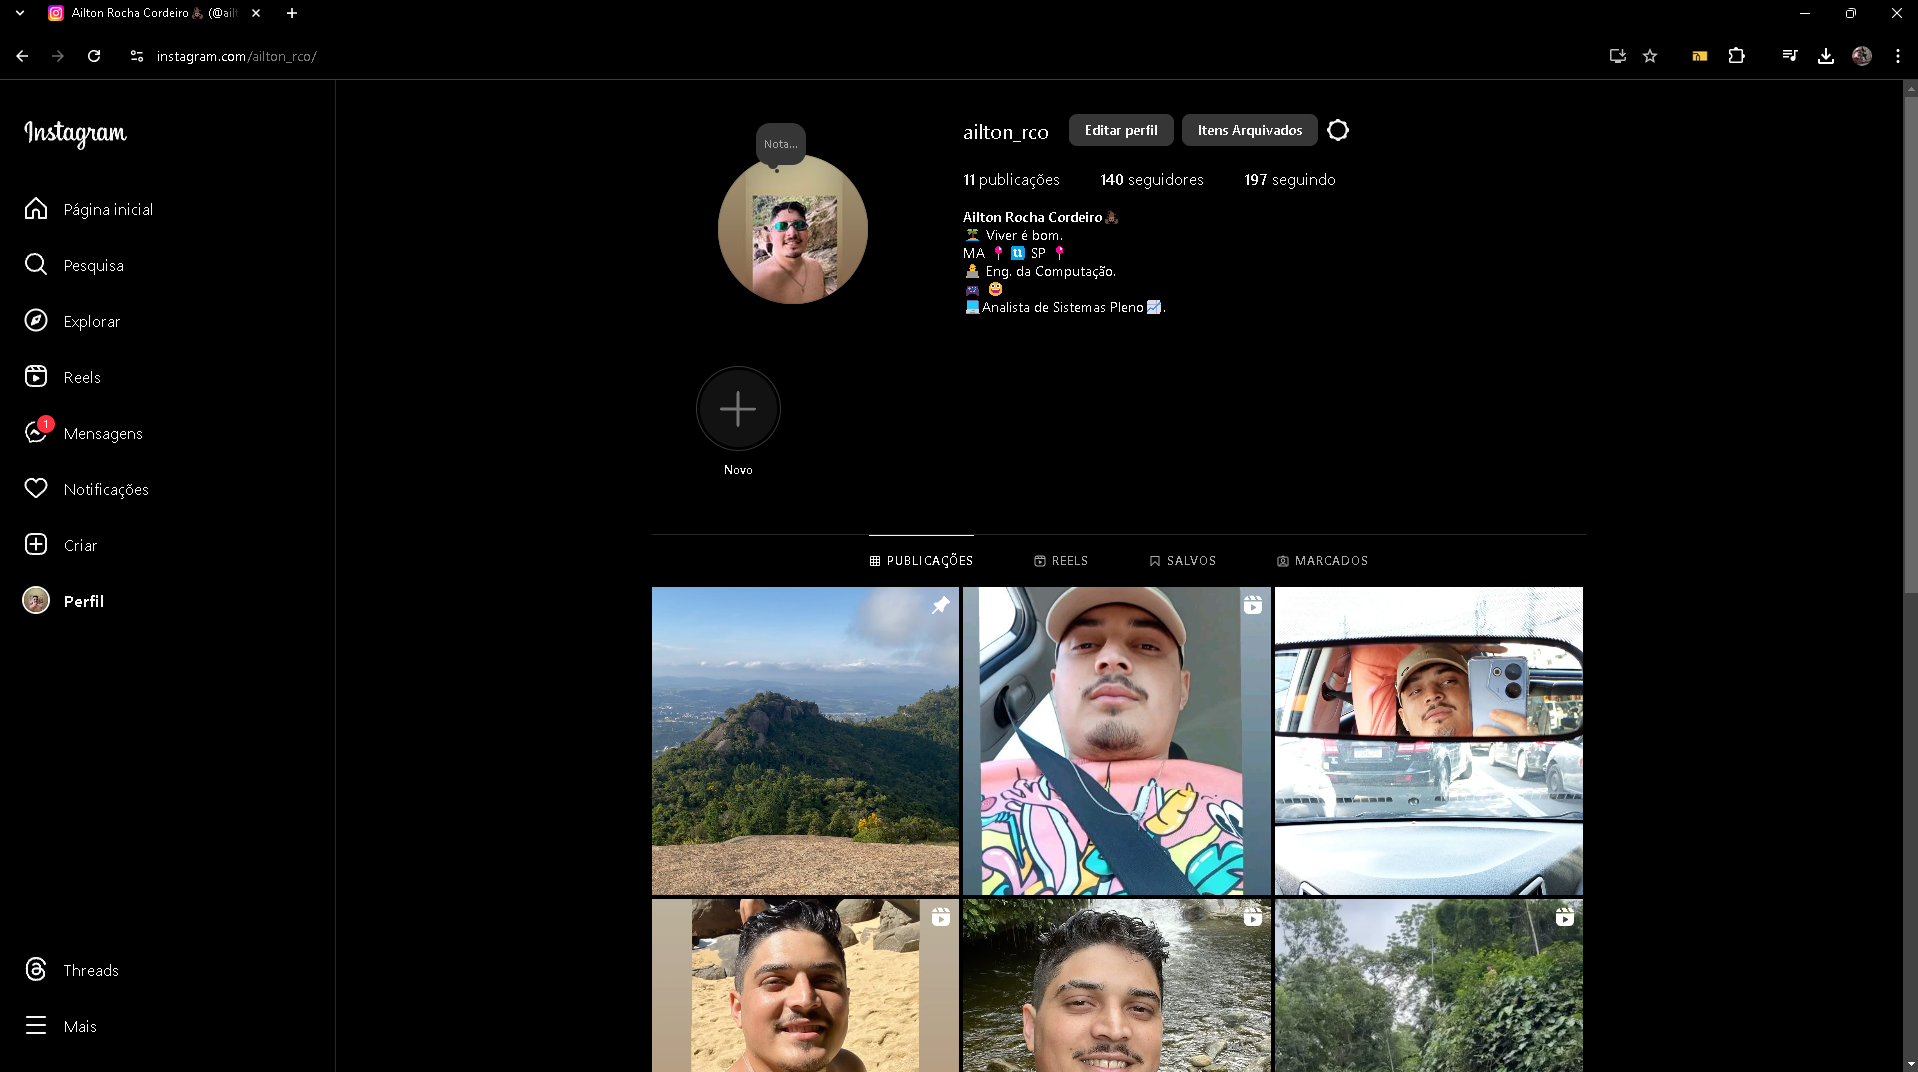 Ailton Rocha Cordeiro (@ail
instagram.com/ailton_rco/
Instagram
Página inicial
Pesquisa
Explorar
Reels
1
Mensagens
Notificações
Criar
Perfil
Threads
Mais
Nota...
ailton_rco
Editar perfil
Itens Arquivados
11 publicações
140 seguidores
197 seguindo
Ailton Rocha Cordeiro
🏝️ Viver é bom.
MA 📍 SP 📍
Eng. da Computação.
🎮 😀
💻Analista de Sistemas Pleno📈.
Novo
PUBLICAÇÕES
REELS
SALVOS
MARCADOS